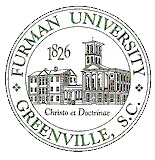 FURMAN UNIVERSITY
1826
Christo et Doctrinae
GREENVILLE, S.C.